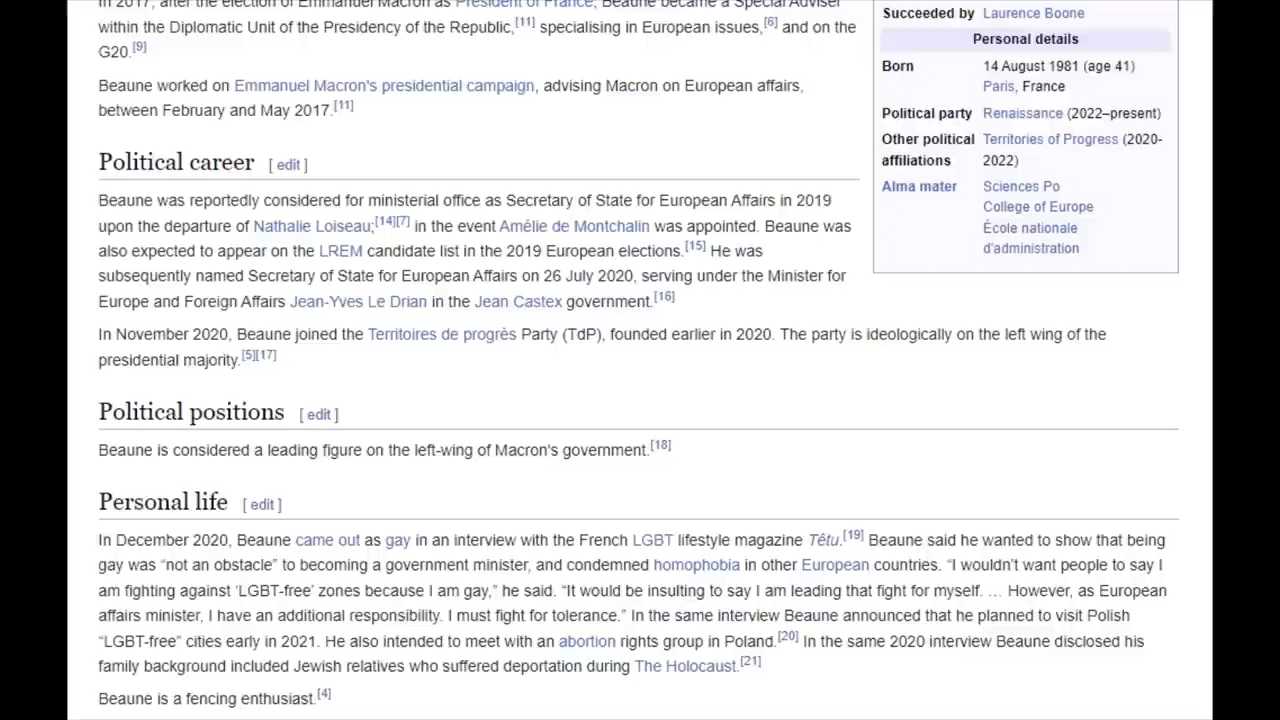 In 2017, after the election of Emmanuel Macron as President of France, Beaune became a Special Adviser
within the Diplomatic Unit of the Presidency of the Republic,[11] specialising in European issues,[6] and on the
G20.[9]
Beaune worked on Emmanuel Macron's presidential campaign, advising Macron on European affairs,
between February and May 2017.[11]
Political career [ edit ]
Beaune was reportedly considered for ministerial office as Secretary of State for European Affairs in 2019
upon the departure of Nathalie Loiseau;[14][7] in the event Amélie de Montchalin was appointed. Beaune was
also expected to appear on the LREM candidate list in the 2019 European elections.[15] He was
subsequently named Secretary of State for European Affairs on 26 July 2020, serving under the Minister for
Europe and Foreign Affairs Jean-Yves Le Drian in the Jean Castex government.[16]
In November 2020, Beaune joined the Territoires de progrès Party (TdP), founded earlier in 2020. The party is ideologically on the left wing of the
presidential majority.[5][17]
Political positions [ edit ]
Beaune is considered a leading figure on the left-wing of Macron's government.[18]
Personal life [ edit ]
In December 2020, Beaune came out as gay in an interview with the French LGBT lifestyle magazine Têtu.[19] Beaune said he wanted to show that being
gay was “not an obstacle” to becoming a government minister, and condemned homophobia in other European countries. “I wouldn’t want people to say I
am fighting against ‘LGBT-free’ zones because I am gay,” he said. “It would be insulting to say I am leading that fight for myself. … However, as European
affairs minister, I have an additional responsibility. I must fight for tolerance.” In the same interview Beaune announced that he planned to visit Polish
“LGBT-free” cities early in 2021. He also intended to meet with an abortion rights group in Poland.[20] In the same 2020 interview Beaune disclosed his
family background included Jewish relatives who suffered deportation during The Holocaust.[21]
Beaune is a fencing enthusiast.[4]
Succeeded by Laurence Boone
Personal details
Born 14 August 1981 (age 41)
Paris, France
Political party Renaissance (2022–present)
Other political Territories of Progress (2020-
affiliations 2022)
Alma mater Sciences Po
College of Europe
École nationale
d'administration